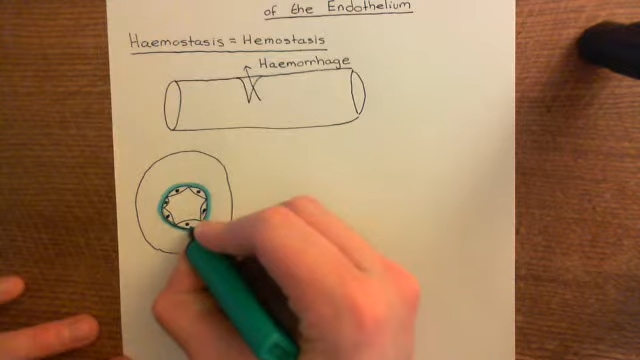 of the Endothelium
Haemostasis = Hemostasis
Haemorrhage